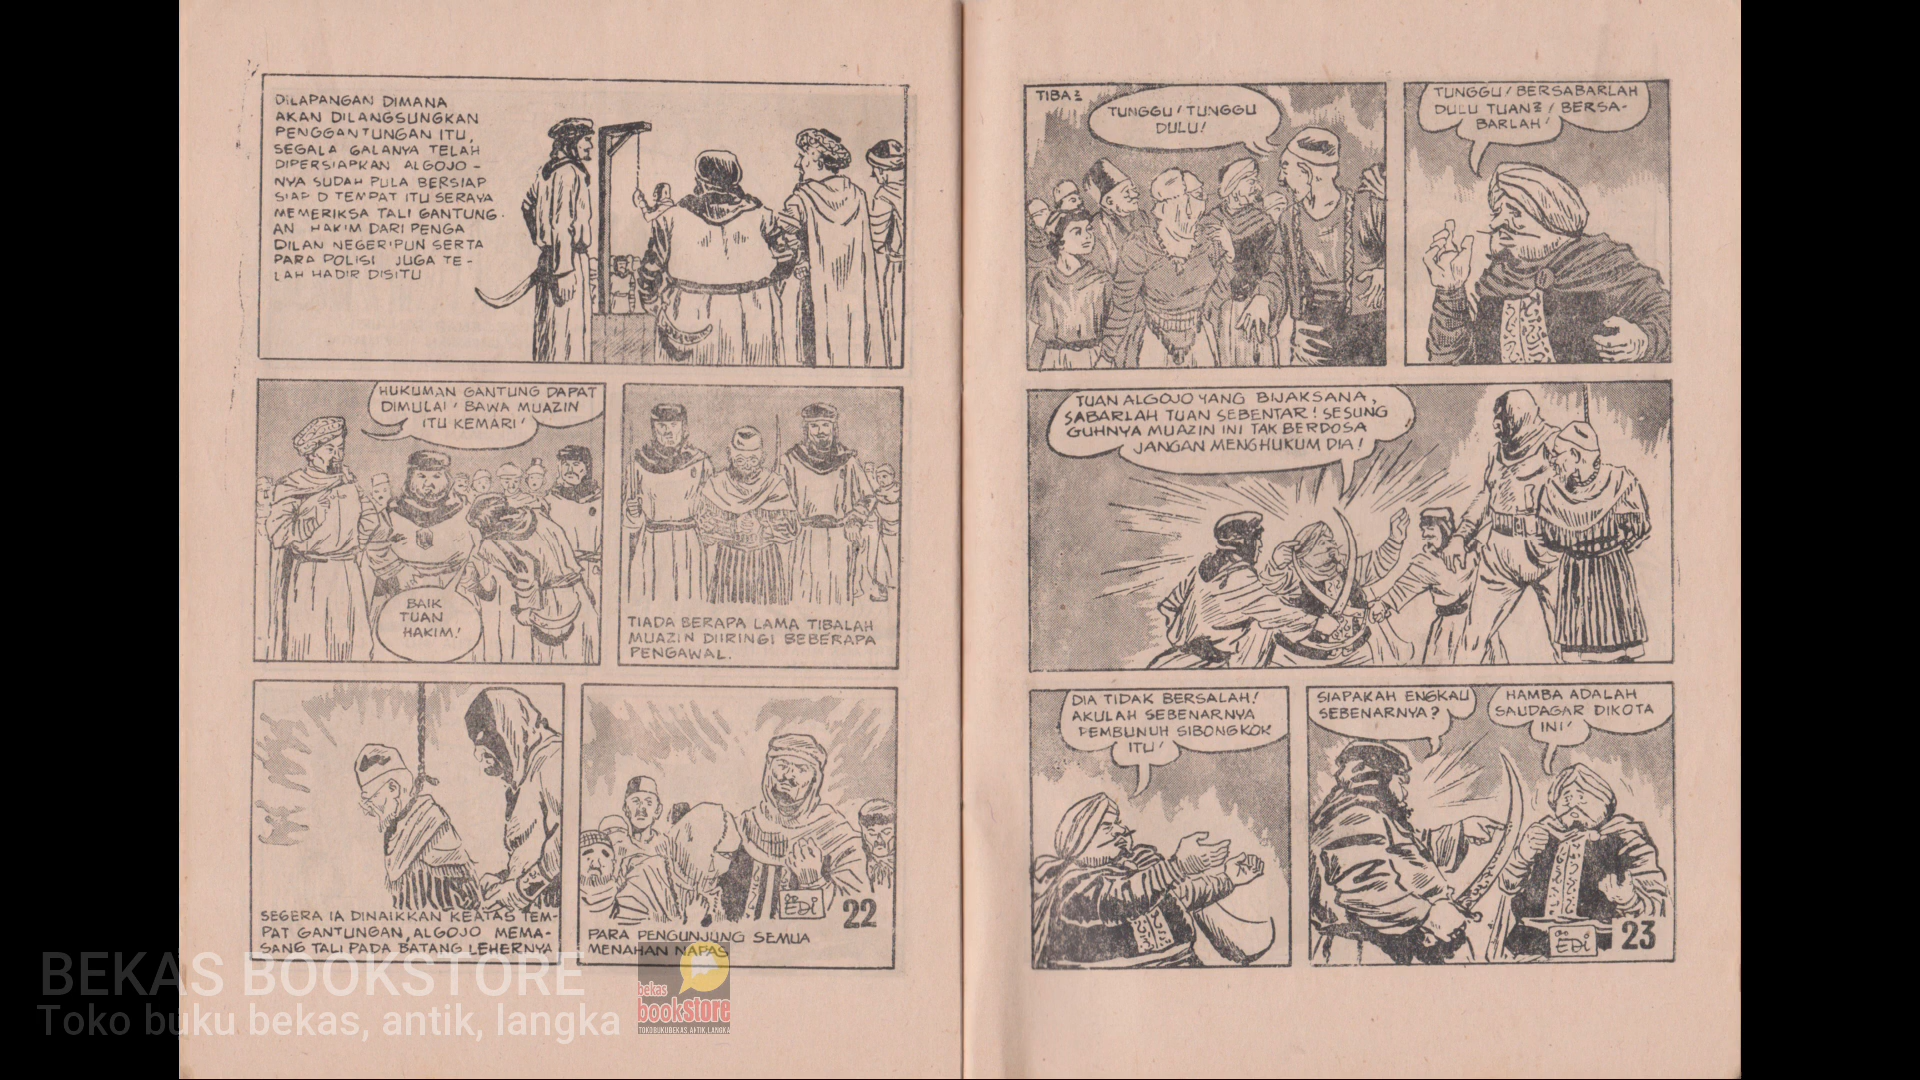 DILAPANGAN DIMANA
AKAN DILANGSUNGKAN
PENGGANTUNGAN ITU,
SEGALA GALANYA TELAH
DIPERSIAPKAN ALGOJO-
NYA SUDAH PULA BERSIAP
SIAP D TEMPAT ITU SERAYA
MEMERIKSA TALI GANTUNG.
AN HAKIM DARI PENGA
DILAN NEGERIPUN SERTA
PARA POLISI JUGA TE-
LAH HADIR DISITU
HUKUMAN GANTUNG DAPAT
DIMULAI! BAWA MUAZIN
ITU KEMARI!
BAIK
TUAN
HAKIM!
TIADA BERAPA LAMA TIBALAH
MUAZIN DIIRINGI BEBERAPA
PENGAWAL.
SEGERA IA DINAIKKAN KEATAS TEM-
PAT GANTUNGAN, ALGOJO MEMA-
SANG TALI PADA BATANG LEHERNYA
PARA PENGUNJUNG SEMUA
MENAHAN NAPAS
EDI
22
TIBA2
TUNGGU! TUNGGU
DULU!
TUNGGU! BERSABARLAH
DULU TUAN2! BERSA-
BARLAH!
TUAN ALGOJO YANG BIJAKSANA,
SABARLAH TUAN SEBENTAR! SESUNG
GUHNYA MUAZIN INI TAK BERDOSA
JANGAN MENGHUKUM DIA!
DIA TIDAK BERSALAH!
AKULAH SEBENARNYA
PEMBUNUH SIBONGKOK
ITU!
SIAPAKAH ENGKAU
SEBENARNYA?
HAMBA ADALAH
SAUDAGAR DIKOTA
INI!
EDI
23
BEKAS BOOKSTORE
Toko buku bekas, antik, langka
bekas
bookstore
TOKOBUKUBEKAS, ANTIK, LANGKA